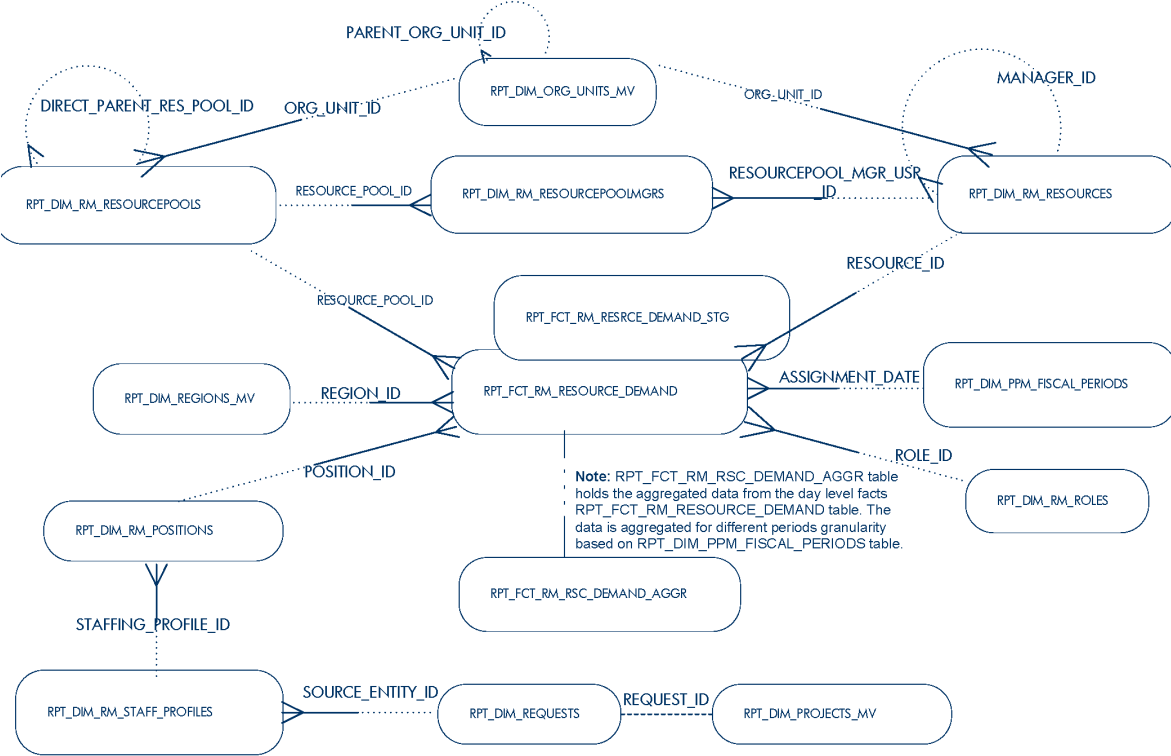 PARENT_ORG_UNIT_ID
MANAGER_ID
DIRECT_PARENT_RES_POOL_ID
ORG_UNIT_ID
RPT_DIM_ORG_UNITS_MV
ORG_UNIT_ID
RESOURCEPOOL_MGR_USR
_ID
RPT_DIM_RM_RESOURCEPOOLS
RESOURCE_POOL_ID
RPT_DIM_RM_RESOURCEPOOLMGRS
RPT_DIM_RM_RESOURCES
RESOURCE_ID
RESOURCE_POOL_ID
RPT_FCT_RM_RESRCE_DEMAND_STG
RPT_DIM_REGIONS_MV
REGION_ID
RPT_FCT_RM_RESOURCE_DEMAND
ASSIGNMENT_DATE
RPT_DIM_PPM_FISCAL_PERIODS
POSITION_ID
ROLE_ID
Note: RPT_FCT_RM_RSC_DEMAND_AGGR table
holds the aggregated data from the day level facts
RPT_FCT_RM_RESOURCE_DEMAND table. The
data is aggregated for different periods granularity
based on RPT_DIM_PPM_FISCAL_PERIODS table.
RPT_DIM_RM_ROLES
RPT_DIM_RM_POSITIONS
RPT_FCT_RM_RSC_DEMAND_AGGR
STAFFING_PROFILE_ID
RPT_DIM_RM_STAFF_PROFILES
SOURCE_ENTITY_ID
RPT_DIM_REQUESTS
REQUEST_ID
RPT_DIM_PROJECTS_MV